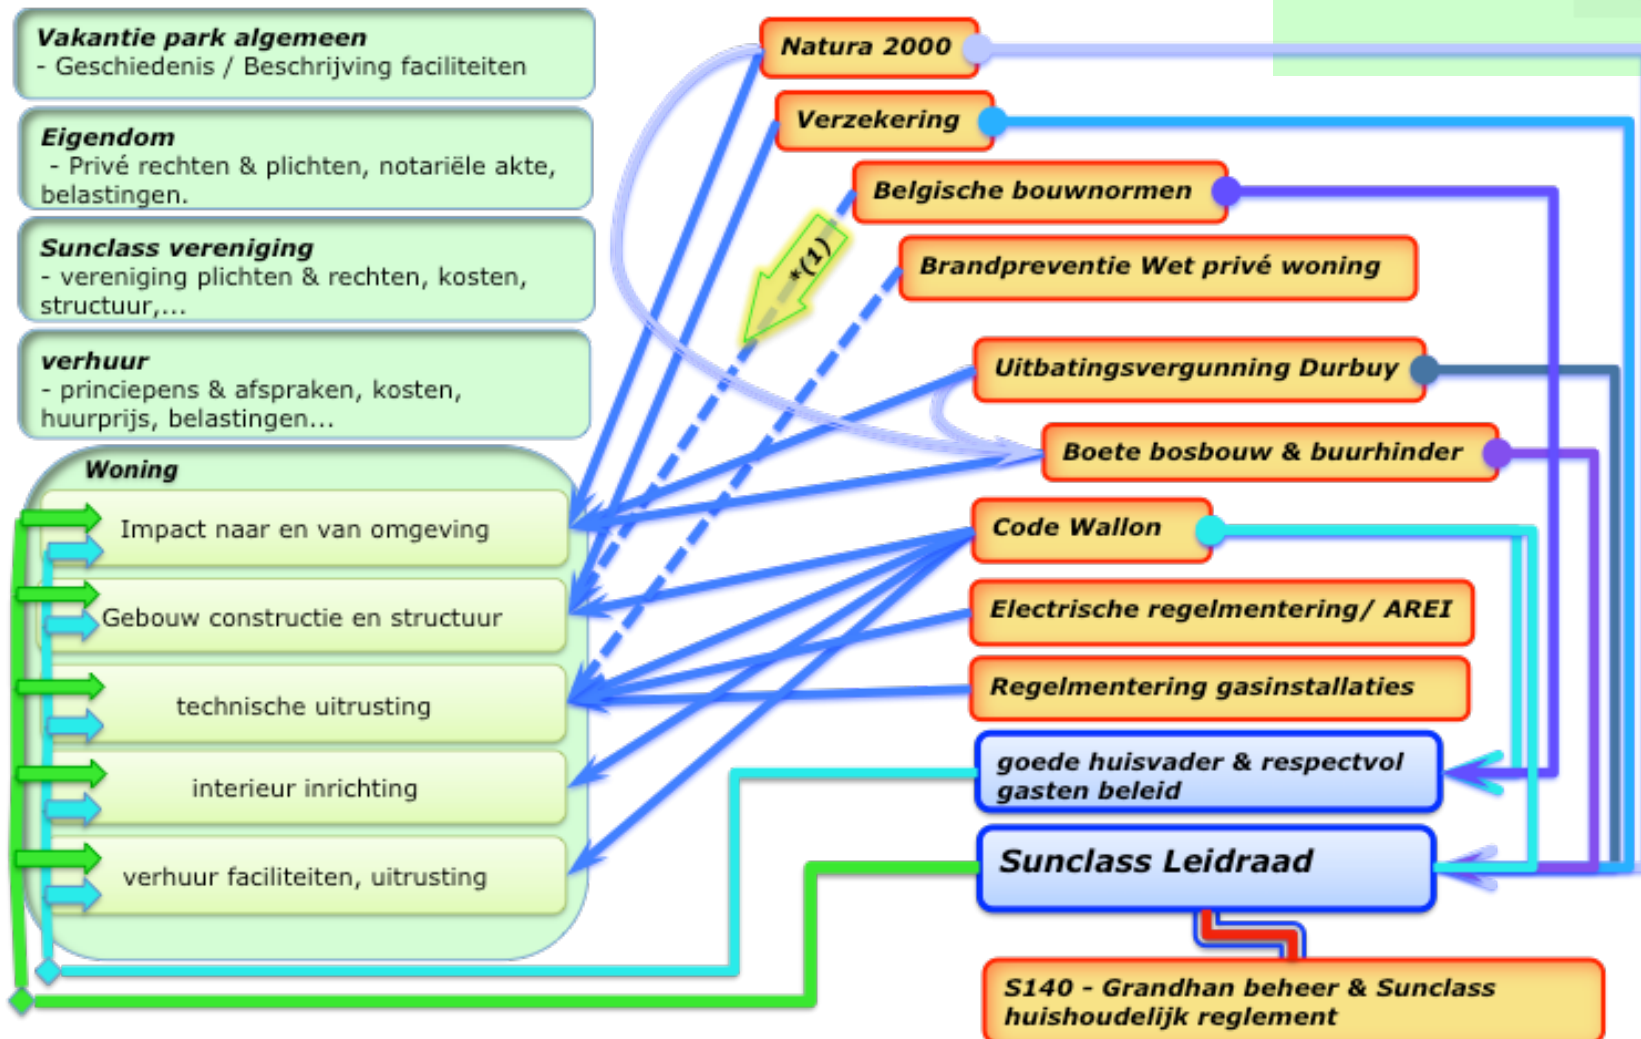 Vakantie park algemeen
- Geschiedenis / Beschrijving faciliteiten
Eigendom
- Privé rechten & plichten, notariële akte,
belastingen.
Sunclass vereniging
- vereniging plichten & rechten, kosten,
structuur,...
verhuur
- princiepens & afspraken, kosten,
huurprijs, belastingen...
Woning
Impact naar en van omgeving
Gebouw constructie en structuur
technische uitrusting
interieur inrichting
verhuur faciliteiten, uitrusting
Natura 2000
Verzekering
Belgische bouwnormen
*(1)
Brandpreventie Wet privé woning
Uitbatingsvergunning Durbuy
Boete bosbouw & buurhinder
Code Wallon
Electrische regelmentering/ AREI
Regelmentering gasinstallaties
goede huisvader & respectvol
gasten beleid
Sunclass Leidraad
S140 - Grandhan beheer & Sunclass
huishoudelijk reglement